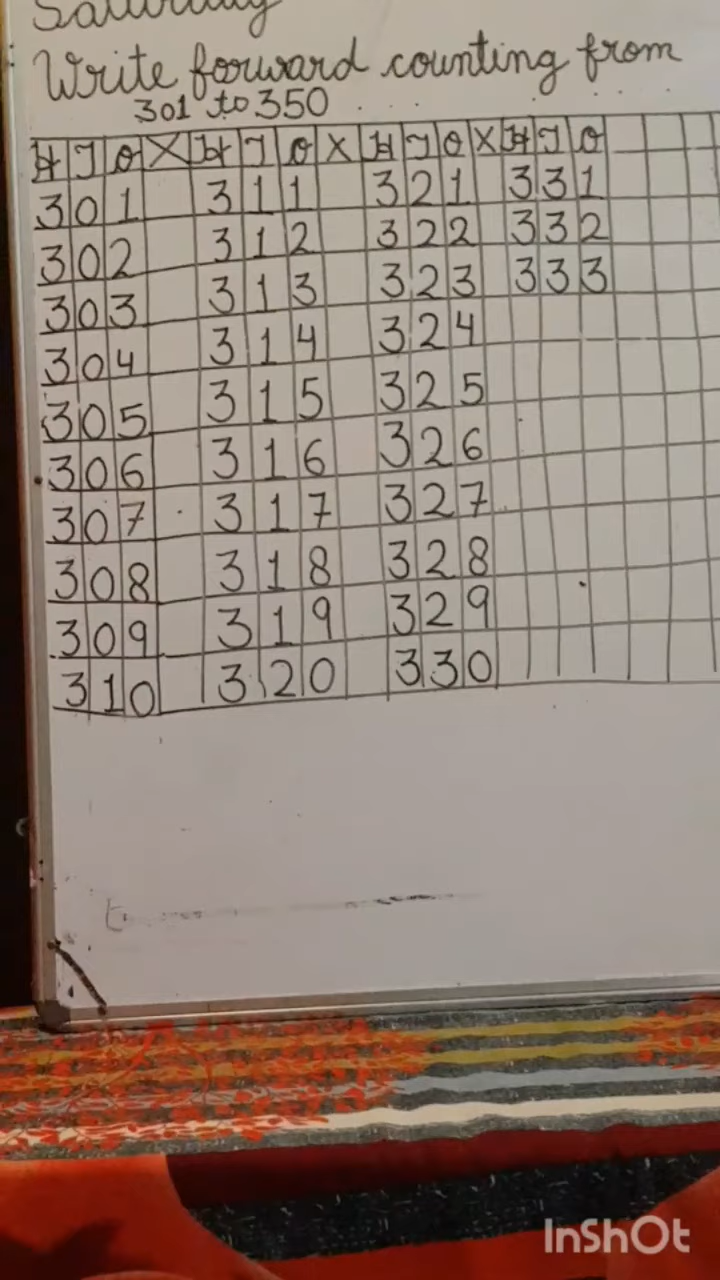 Saturday
Write forward counting from
301 to 350
H T O X H T O X H T O X H T O
301 311 321 331
302 312 322 332
303 313 323 333
304 314 324
305 315 325
306 316 326
307 317 327
308 318 328
309 319 329
310 320 330
InShOt